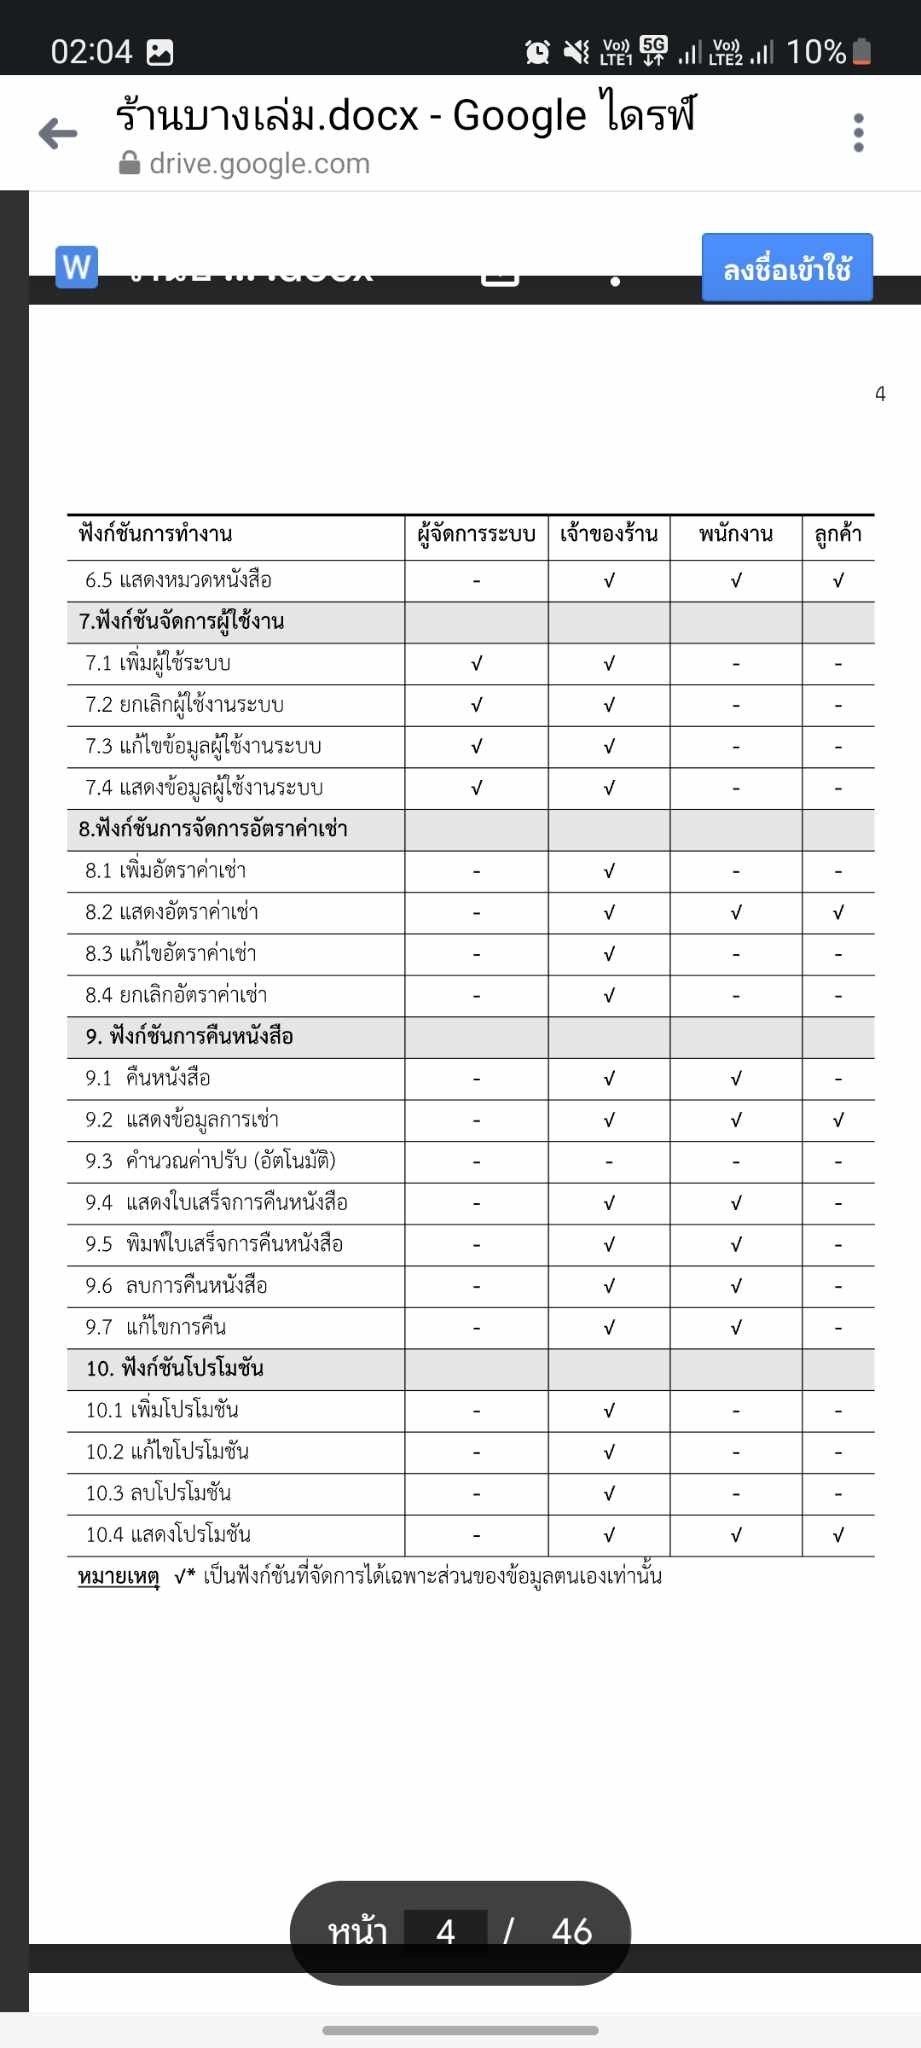 02:04 Vo)) LTE1 5G Vo)) LTE2 10%
ร้านบางเล่ม.docx - Google ไดรฟ์
drive.google.com
W ลงชื่อเข้าใช้
4
ฟังก์ชันการทำงาน ผู้จัดการระบบ เจ้าของร้าน พนักงาน ลูกค้า
6.5 แสดงหมวดหนังสือ - √ √ √
7.ฟังก์ชันจัดการผู้ใช้งาน
7.1 เพิ่มผู้ใช้ระบบ √ √ - -
7.2 ยกเลิกผู้ใช้งานระบบ √ √ - -
7.3 แก้ไขข้อมูลผู้ใช้งานระบบ √ √ - -
7.4 แสดงข้อมูลผู้ใช้งานระบบ √ √ - -
8.ฟังก์ชันการจัดการอัตราค่าเช่า
8.1 เพิ่มอัตราค่าเช่า - √ - -
8.2 แสดงอัตราค่าเช่า - √ √ √
8.3 แก้ไขอัตราค่าเช่า - √ - -
8.4 ยกเลิกอัตราค่าเช่า - √ - -
9. ฟังก์ชันการคืนหนังสือ
9.1 คืนหนังสือ - √ √ -
9.2 แสดงข้อมูลการเช่า - √ √ √
9.3 คำนวณค่าปรับ (อัตโนมัติ) - - - -
9.4 แสดงใบเสร็จการคืนหนังสือ - √ √ -
9.5 พิมพ์ใบเสร็จการคืนหนังสือ - √ √ -
9.6 ลบการคืนหนังสือ - √ √ -
9.7 แก้ไขการคืน - √ √ -
10. ฟังก์ชันโปรโมชัน
10.1 เพิ่มโปรโมชัน - √ - -
10.2 แก้ไขโปรโมชัน - √ - -
10.3 ลบโปรโมชัน - √ - -
10.4 แสดงโปรโมชัน - √ √ √
หมายเหตุ √* เป็นฟังก์ชันที่จัดการได้เฉพาะส่วนของข้อมูลตนเองเท่านั้น
หน้า 4 / 46